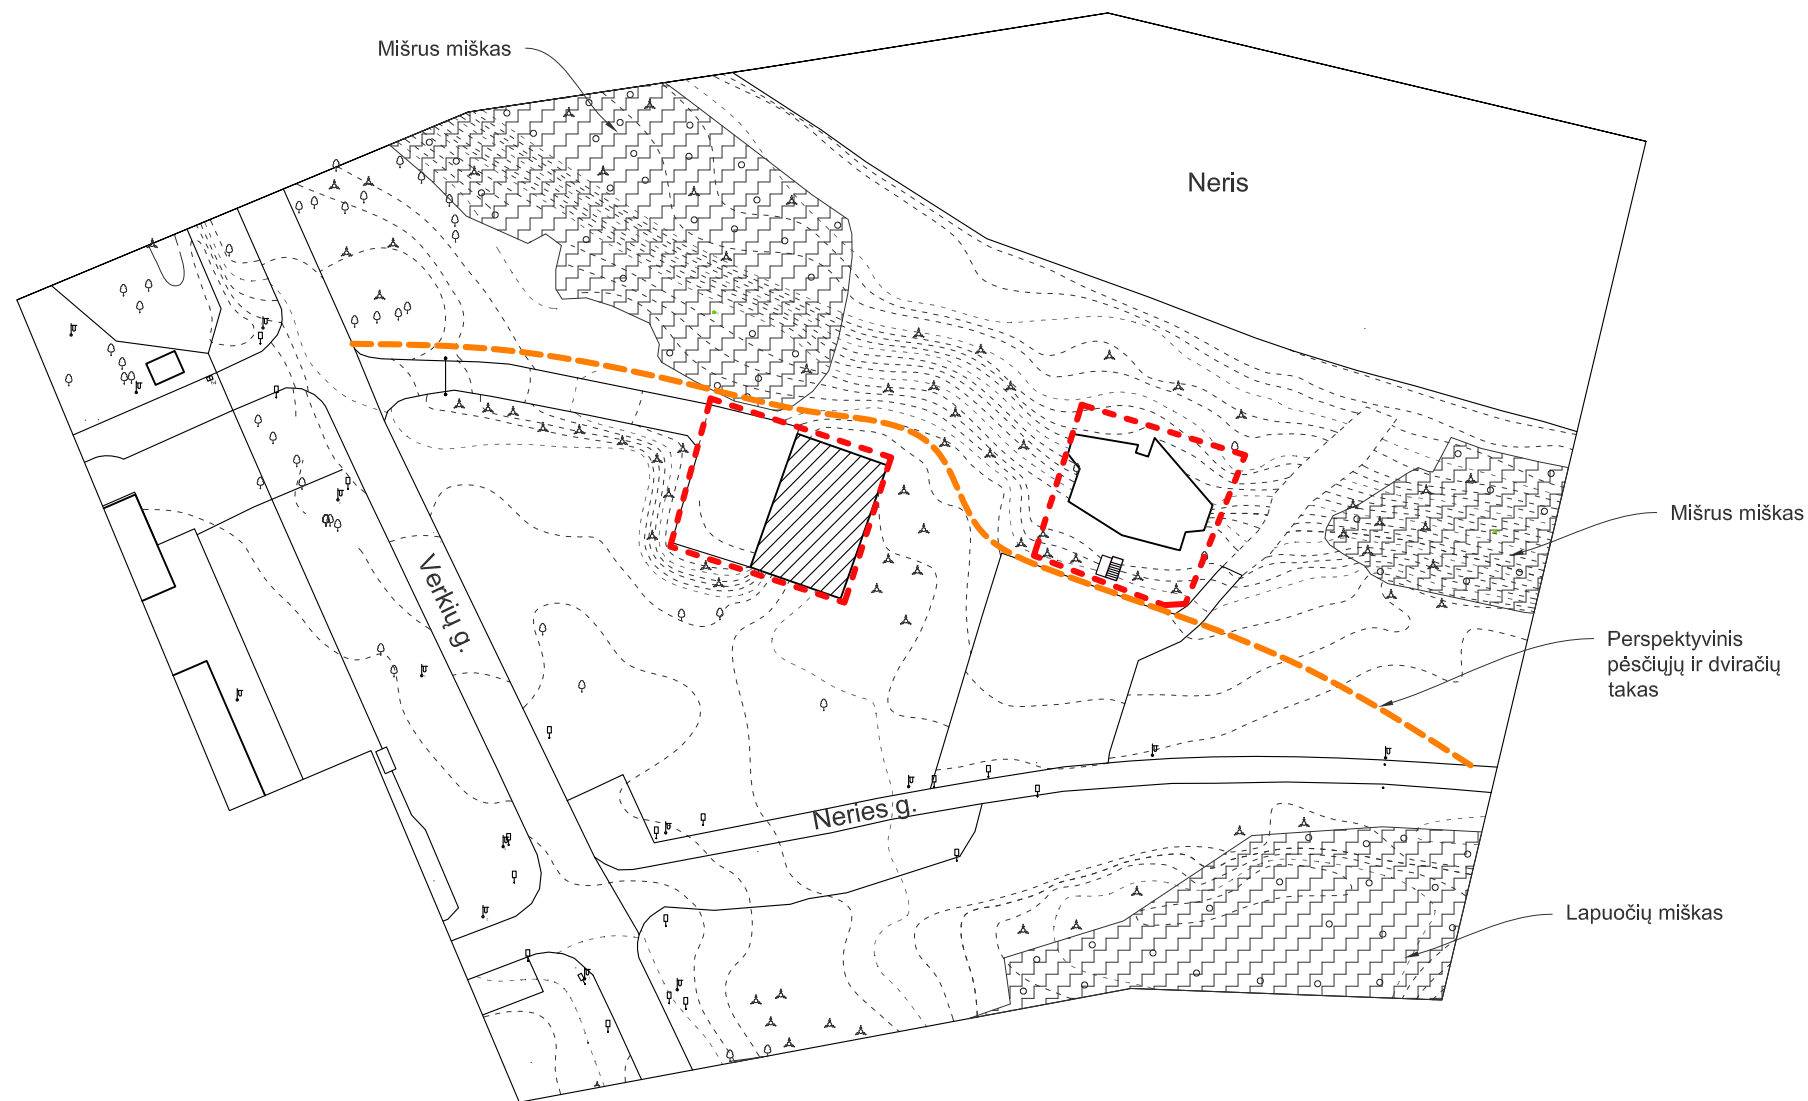 Mišrus miškas
Neris
Mišrus miškas
Verkių g.
Perspektyvinis
pėsčiųjų ir dviračių
takas
Neries g.
Lapuočių miškas